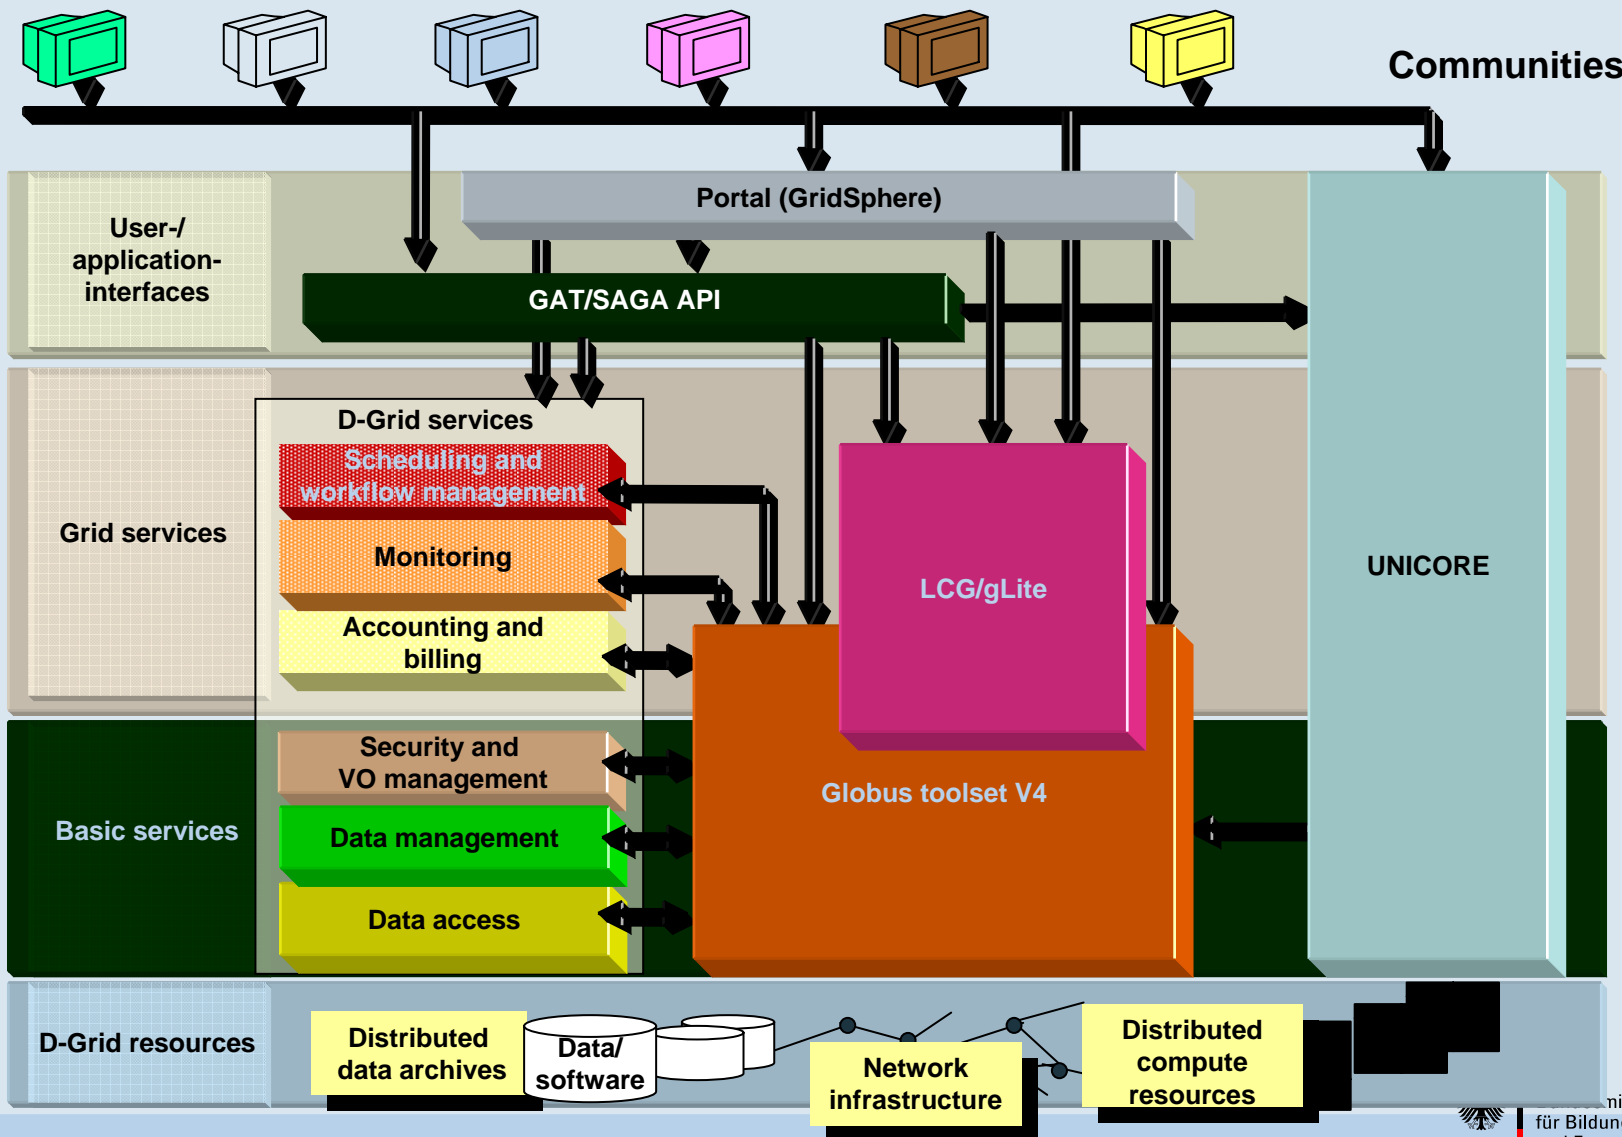 Communities
Portal (GridSphere)
User-/
application-
interfaces
GAT/SAGA API
D-Grid services
Scheduling and
workflow management
Grid services
Monitoring
UNICORE
LCG/gLite
Accounting and
billing
Security and
VO management
Globus toolset V4
Basic services
Data management
Data access
D-Grid resources
Distributed
data archives
Data/
software
Network
infrastructure
Distributed
compute
resources
für Bildun